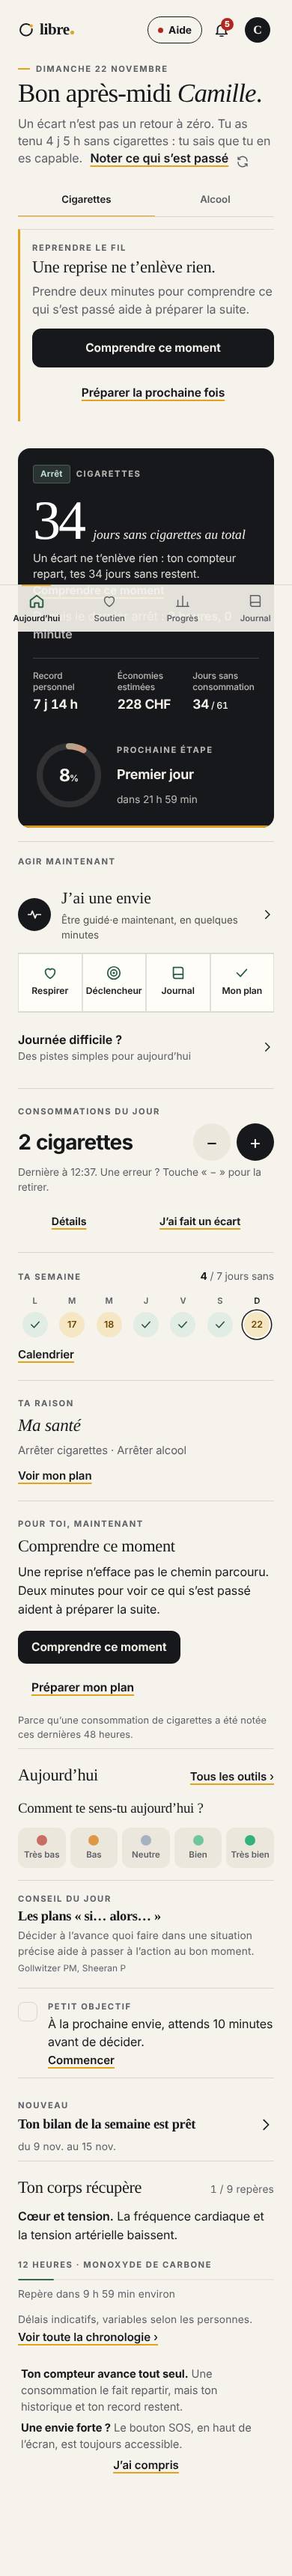 libre.
Aide
5
C
DIMANCHE 22 NOVEMBRE
Bon après-midi Camille.
Un écart n’est pas un retour à zéro. Tu as
tenu 4 j 5 h sans cigarettes : tu sais que tu en
es capable. Noter ce qui s’est passé
Cigarettes
Alcool
REPRENDRE LE FIL
Une reprise ne t’enlève rien.
Prendre deux minutes pour comprendre ce
qui s’est passé aide à préparer la suite.
Comprendre ce moment
Préparer la prochaine fois
Arrêt CIGARETTES
34 jours sans cigarettes au total
Un écart ne t’enlève rien : ton compteur
repart, tes 34 jours sans restent.
Comprendre ce moment
Aujourd’hui
Soutien
Progrès
Journal
minute
Record
personnel
7 j 14 h
Économies
estimées
228 CHF
Jours sans
consommation
34 / 61
8%
PROCHAINE ÉTAPE
Premier jour
dans 21 h 59 min
AGIR MAINTENANT
J’ai une envie
Être guidé·e maintenant, en quelques
minutes
Respirer
Déclencheur
Journal
Mon plan
Journée difficile ?
Des pistes simples pour aujourd’hui
CONSOMMATIONS DU JOUR
2 cigarettes
−
+
Dernière à 12:37. Une erreur ? Touche « − » pour la
retirer.
Détails
J’ai fait un écart
TA SEMAINE
4 / 7 jours sans
L M M J V S D
17 18 22
Calendrier
TA RAISON
Ma santé
Arrêter cigarettes · Arrêter alcool
Voir mon plan
POUR TOI, MAINTENANT
Comprendre ce moment
Une reprise n’efface pas le chemin parcouru.
Deux minutes pour voir ce qui s’est passé
aident à préparer la suite.
Comprendre ce moment
Préparer mon plan
Parce qu’une consommation de cigarettes a été notée
ces dernières 48 heures.
Aujourd’hui
Tous les outils ›
Comment te sens-tu aujourd’hui ?
Très bas
Bas
Neutre
Bien
Très bien
CONSEIL DU JOUR
Les plans « si… alors… »
Décider à l’avance quoi faire dans une situation
précise aide à passer à l’action au bon moment.
Gollwitzer PM, Sheeran P
PETIT OBJECTIF
À la prochaine envie, attends 10 minutes
avant de décider.
Commencer
NOUVEAU
Ton bilan de la semaine est prêt
du 9 nov. au 15 nov.
Ton corps récupère
1 / 9 repères
Cœur et tension. La fréquence cardiaque et
la tension artérielle baissent.
12 HEURES · MONOXYDE DE CARBONE
Repère dans 9 h 59 min environ
Délais indicatifs, variables selon les personnes.
Voir toute la chronologie ›
Ton compteur avance tout seul. Une
consommation le fait repartir, mais ton
historique et ton record restent.
Une envie forte ? Le bouton SOS, en haut de
l’écran, est toujours accessible.
J’ai compris